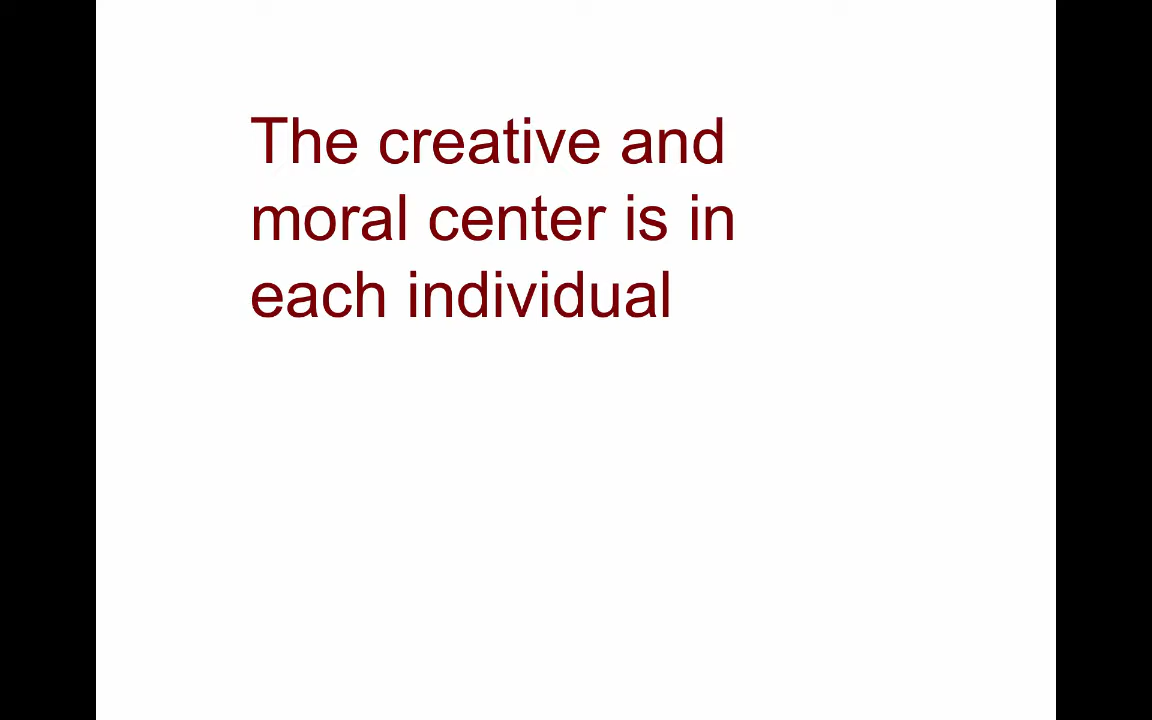 The creative and
moral center is in
each individual